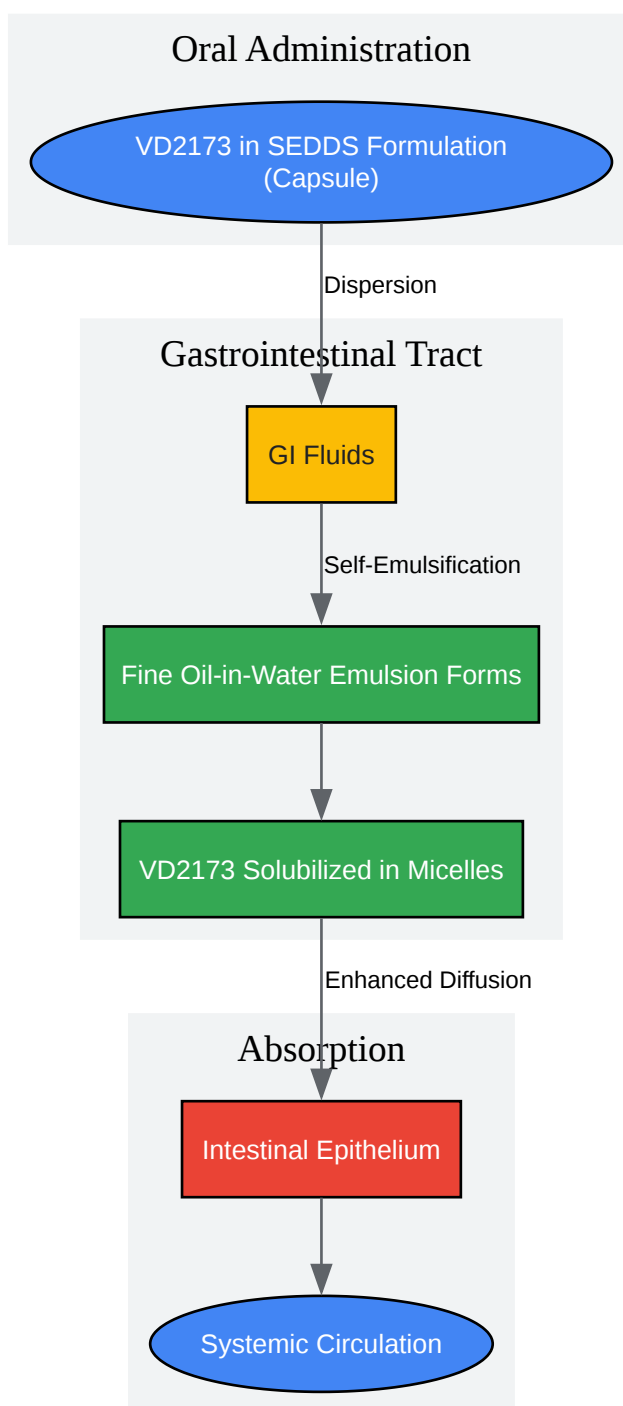 Oral Administration
VD2173 in SEDDS Formulation
(Capsule)
Dispersion
Gastrointestinal Tract
GI Fluids
Self-Emulsification
Fine Oil-in-Water Emulsion Forms
VD2173 Solubilized in Micelles
Enhanced Diffusion
Absorption
Intestinal Epithelium
Systemic Circulation